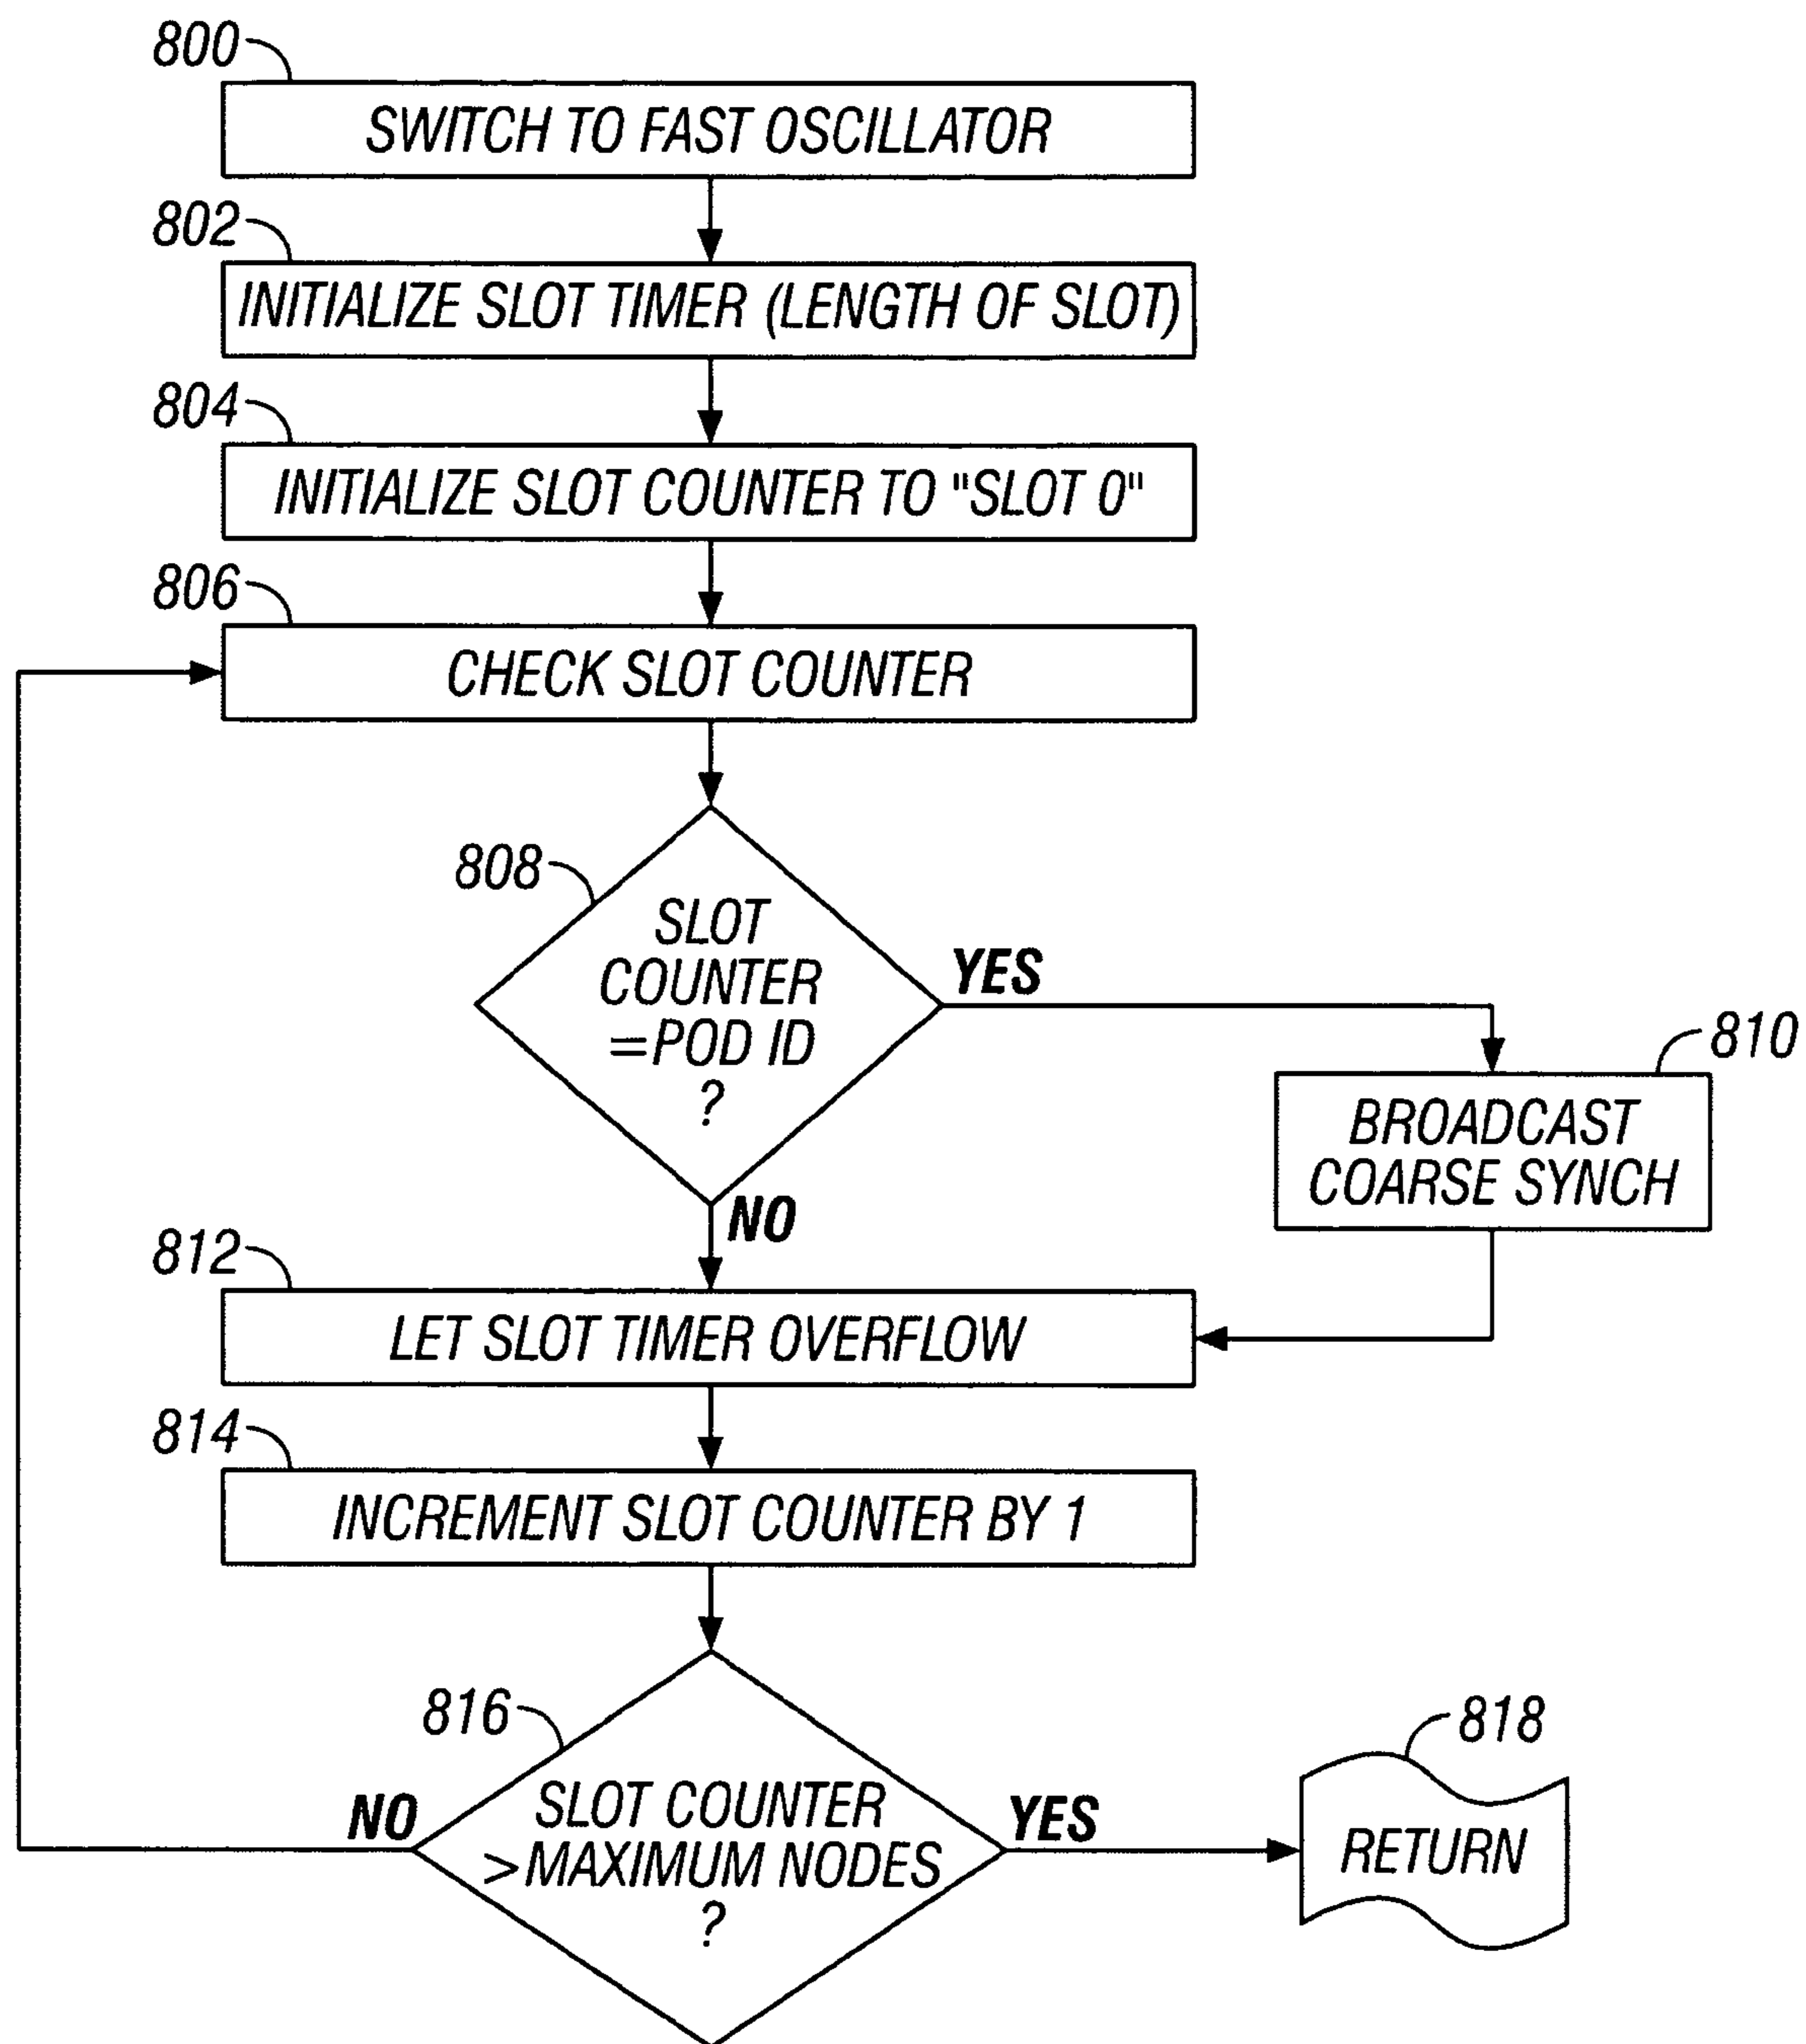 800
SWITCH TO FAST OSCILLATOR
802
INITIALIZE SLOT TIMER (LENGTH OF SLOT)
804
INITIALIZE SLOT COUNTER TO "SLOT 0"
806
CHECK SLOT COUNTER
808
SLOT
COUNTER
=POD ID
?
YES
810
BROADCAST
COARSE SYNCH
NO
812
LET SLOT TIMER OVERFLOW
814
INCREMENT SLOT COUNTER BY 1
816
SLOT COUNTER
>MAXIMUM NODES
?
NO
YES
818
RETURN